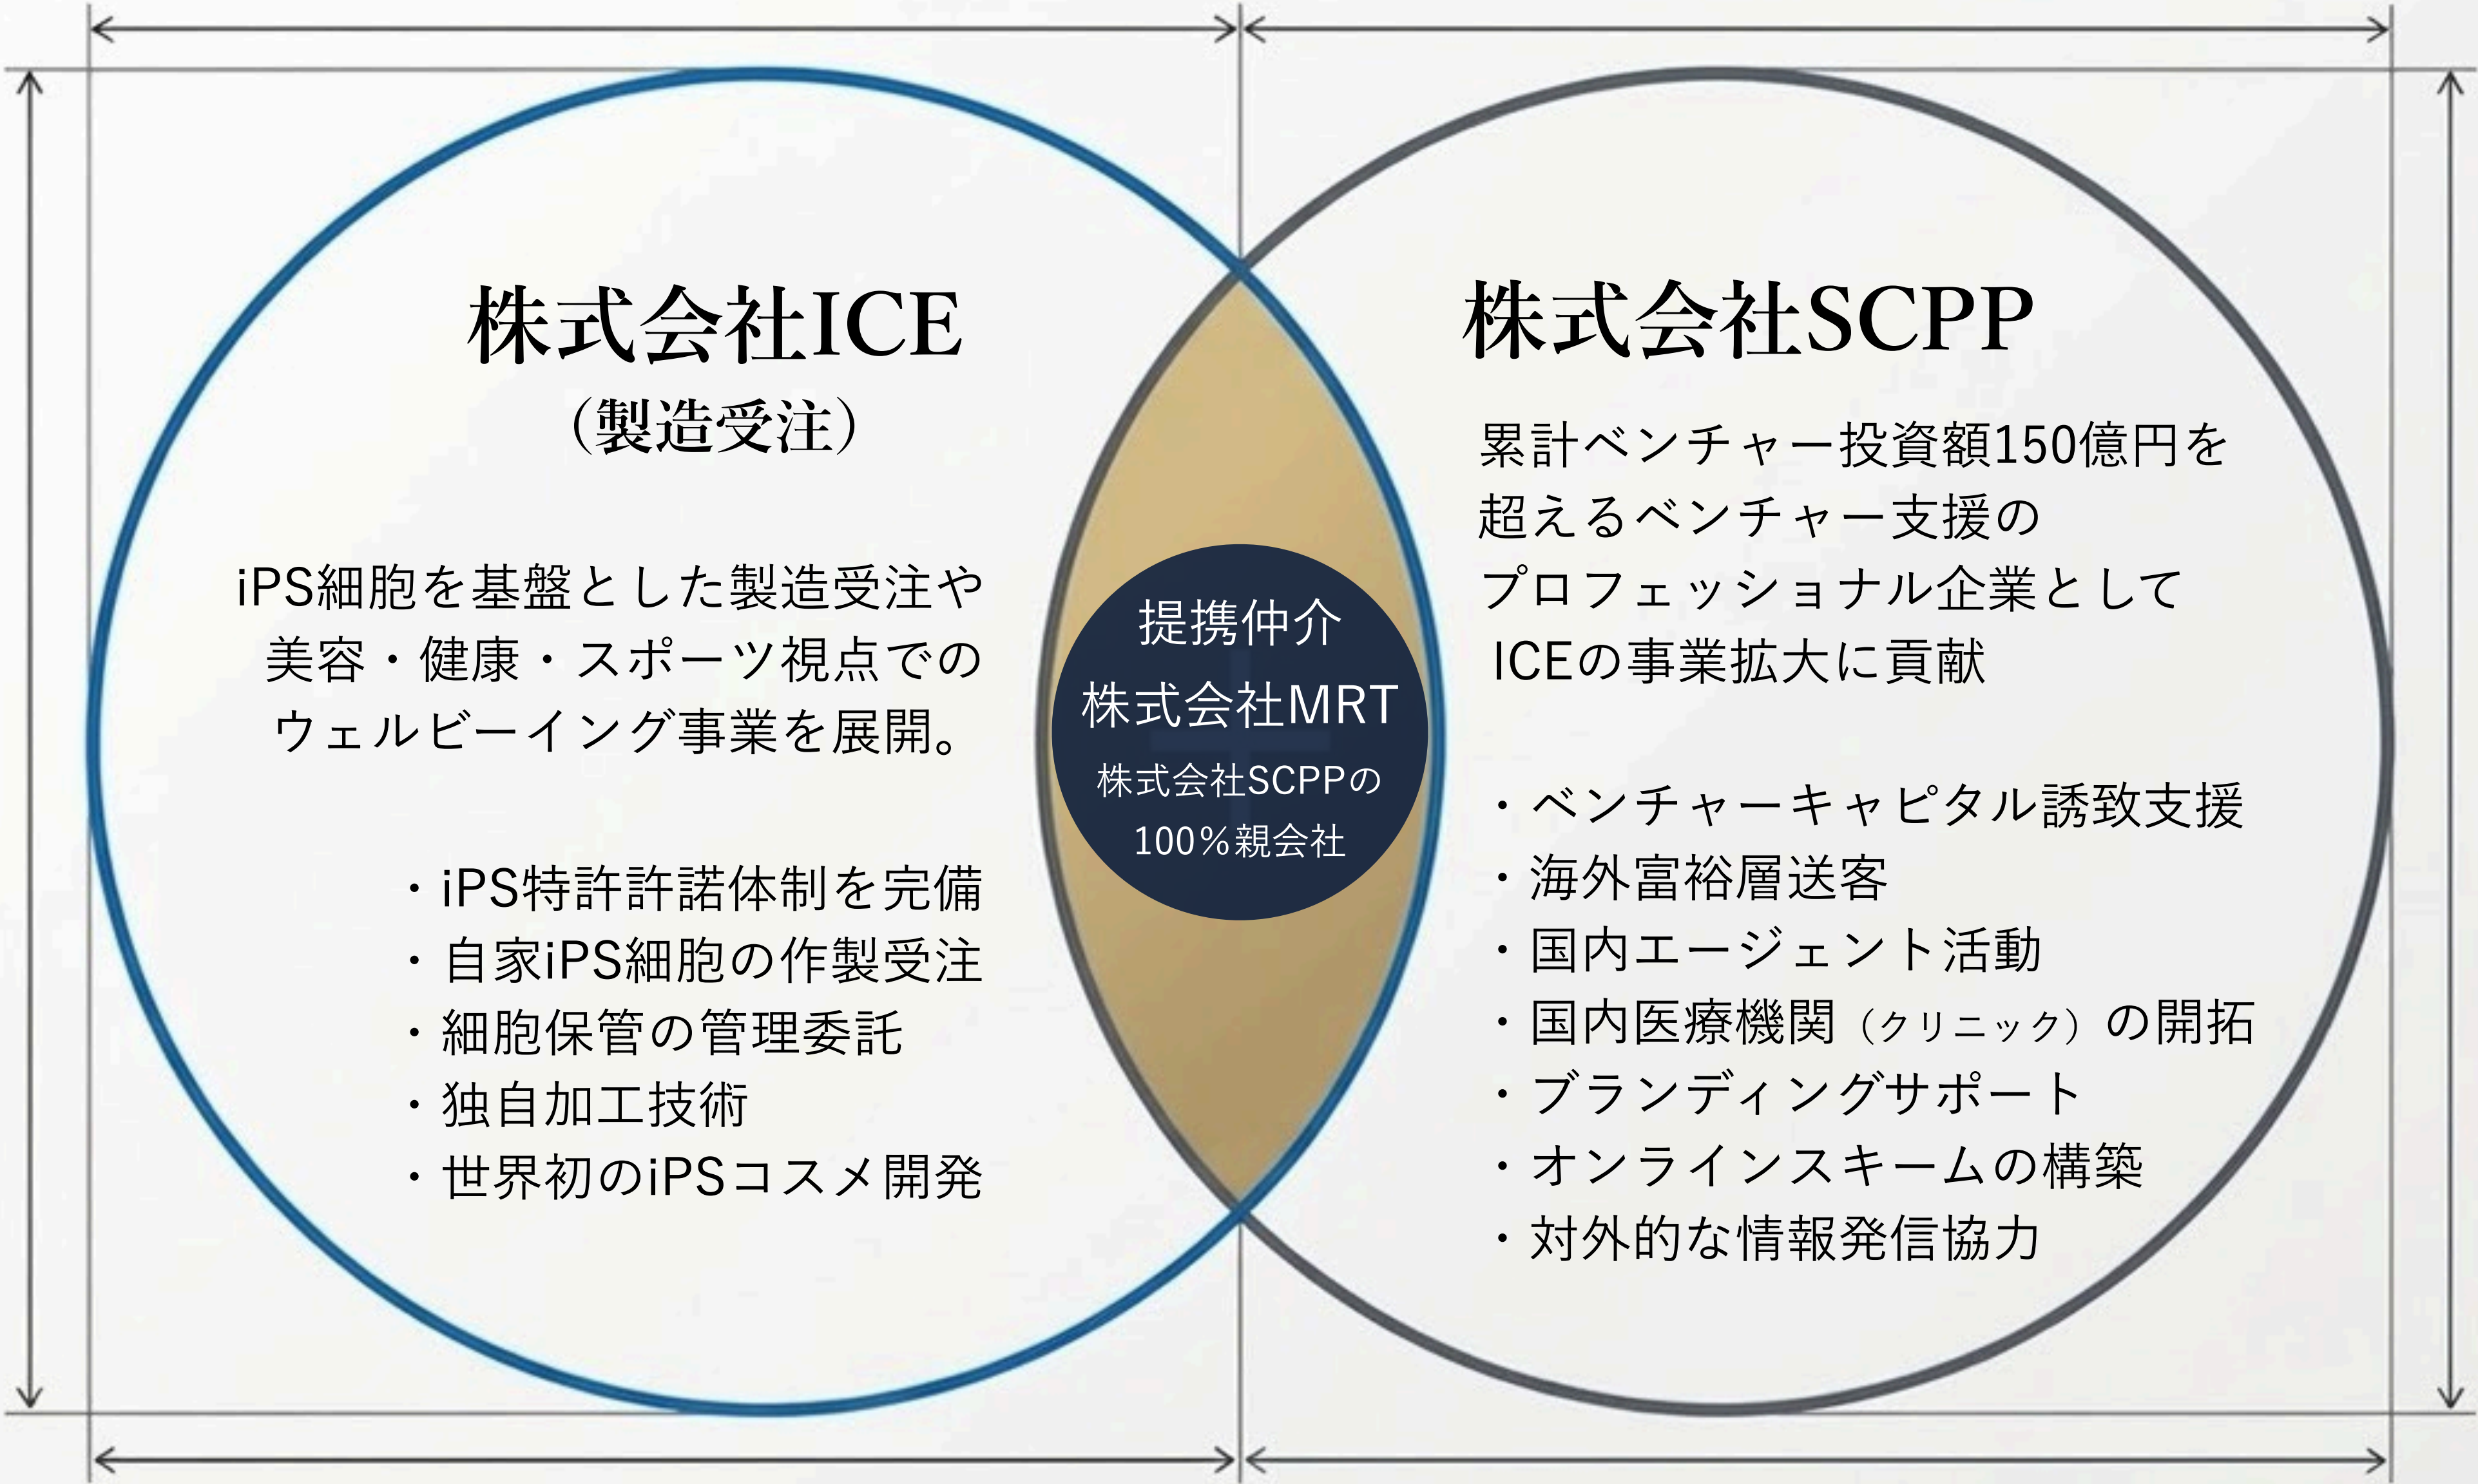 株式会社ICE
（製造受注）
iPS細胞を基盤とした製造受注や
美容・健康・スポーツ視点での
ウェルビーイング事業を展開。
・iPS特許許諾体制を完備
・自家iPS細胞の作製受注
・細胞保管の管理委託
・独自加工技術
・世界初のiPSコスメ開発
提携仲介
株式会社MRT
株式会社SCPPの
100％親会社
株式会社SCPP
累計ベンチャー投資額150億円を
超えるベンチャー支援の
プロフェッショナル企業として
ICEの事業拡大に貢献
・ベンチャーキャピタル誘致支援
・海外富裕層送客
・国内エージェント活動
・国内医療機関（クリニック）の開拓
・ブランディングサポート
・オンラインスキームの構築
・対外的な情報発信協力